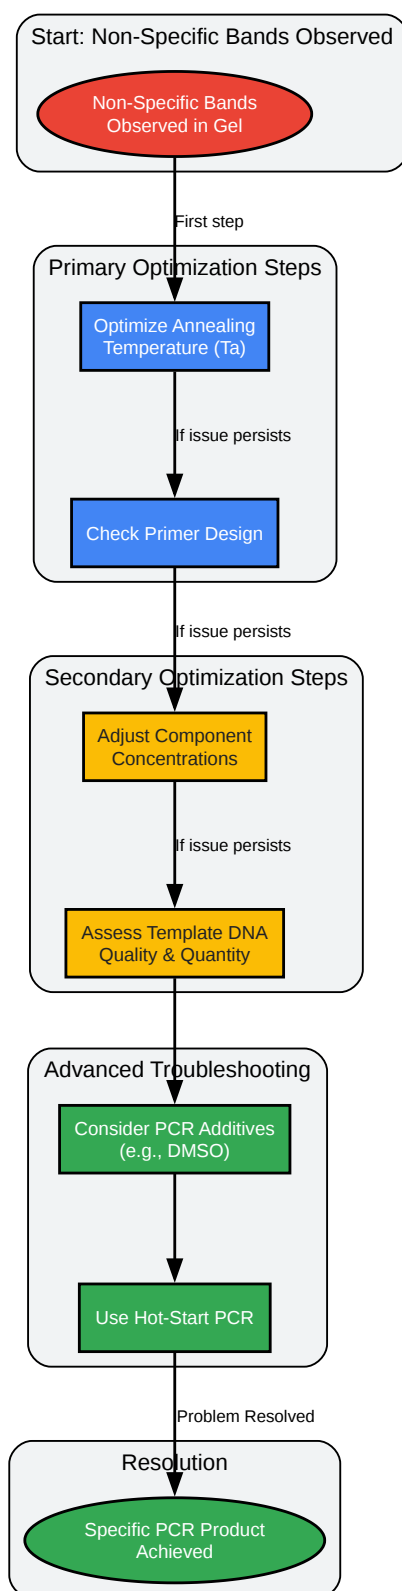 Start: Non-Specific Bands Observed
Non-Specific Bands
Observed in Gel
First step
Primary Optimization Steps
Optimize Annealing
Temperature (Ta)
If issue persists
Check Primer Design
If issue persists
Secondary Optimization Steps
Adjust Component
Concentrations
If issue persists
Assess Template DNA
Quality & Quantity
Advanced Troubleshooting
Consider PCR Additives
(e.g., DMSO)
Use Hot-Start PCR
Problem Resolved
Resolution
Specific PCR Product
Achieved